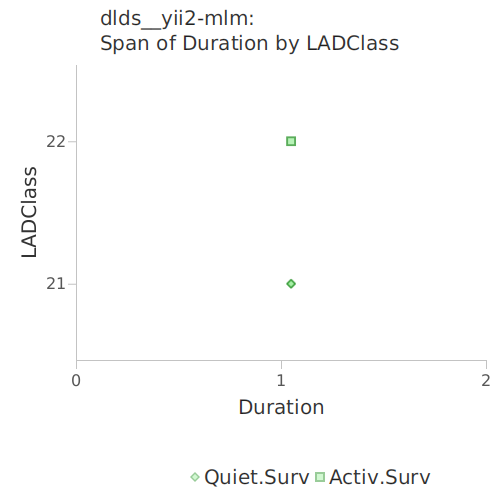 dlds__yii2-mlm:
Span of Duration by LADClass
22
21
LADClass
0 1 2
Duration
Quiet.Surv Activ.Surv